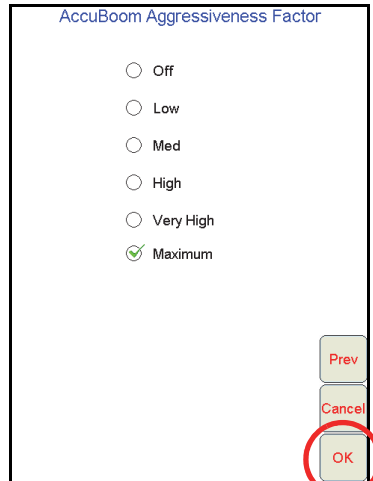 AccuBoom Aggressiveness Factor
Off
Low
Med
High
Very High
Maximum
Prev
Cancel
OK